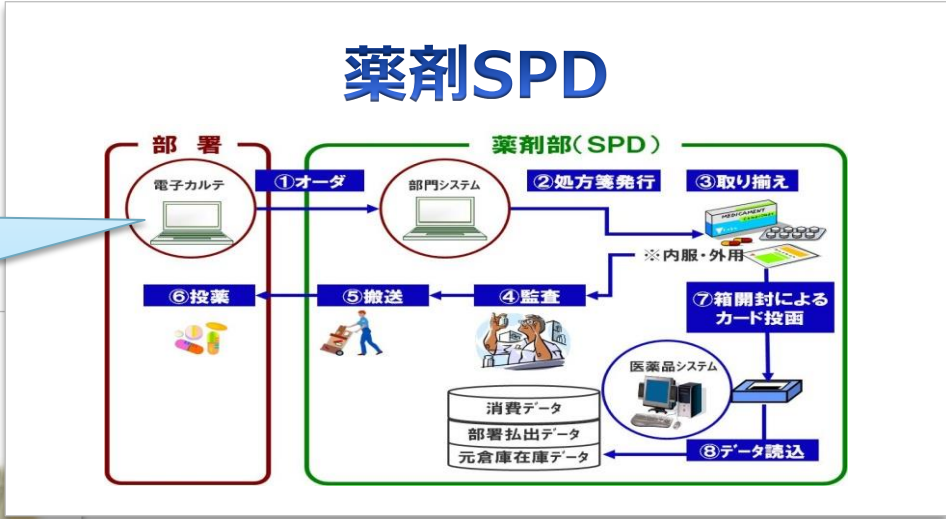 薬剤SPD
部 署
薬剤部(SPD)
電子カルテ
①オーダ
部門システム
②処方箋発行
③取り揃え
MEDICAMENT
※内服・外用
⑥投薬
⑤搬送
④監査
⑦箱開封による
カード投函
医薬品システム
消費データ
部署払出データ
元倉庫在庫データ
⑧データ読込